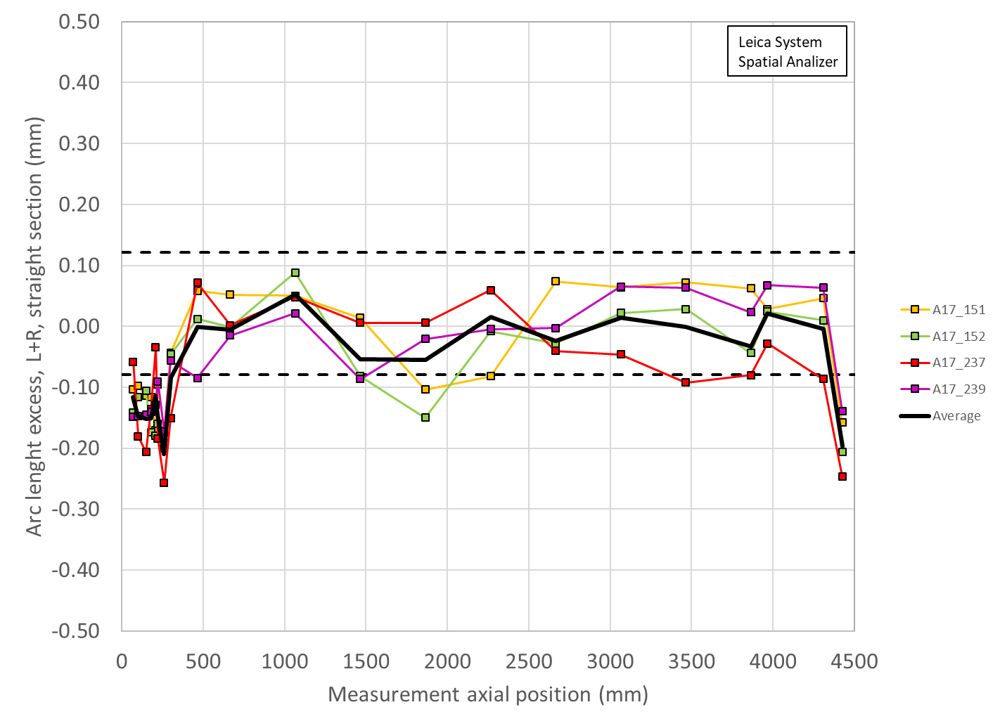 0.50
0.40
0.30
0.20
0.10
0.00
-0.10
-0.20
-0.30
-0.40
-0.50
Arc lenght excess, L+R, straight section (mm)
Leica System
Spatial Analizer
A17_151
A17_152
A17_237
A17_239
Average
0 500 1000 1500 2000 2500 3000 3500 4000 4500
Measurement axial position (mm)